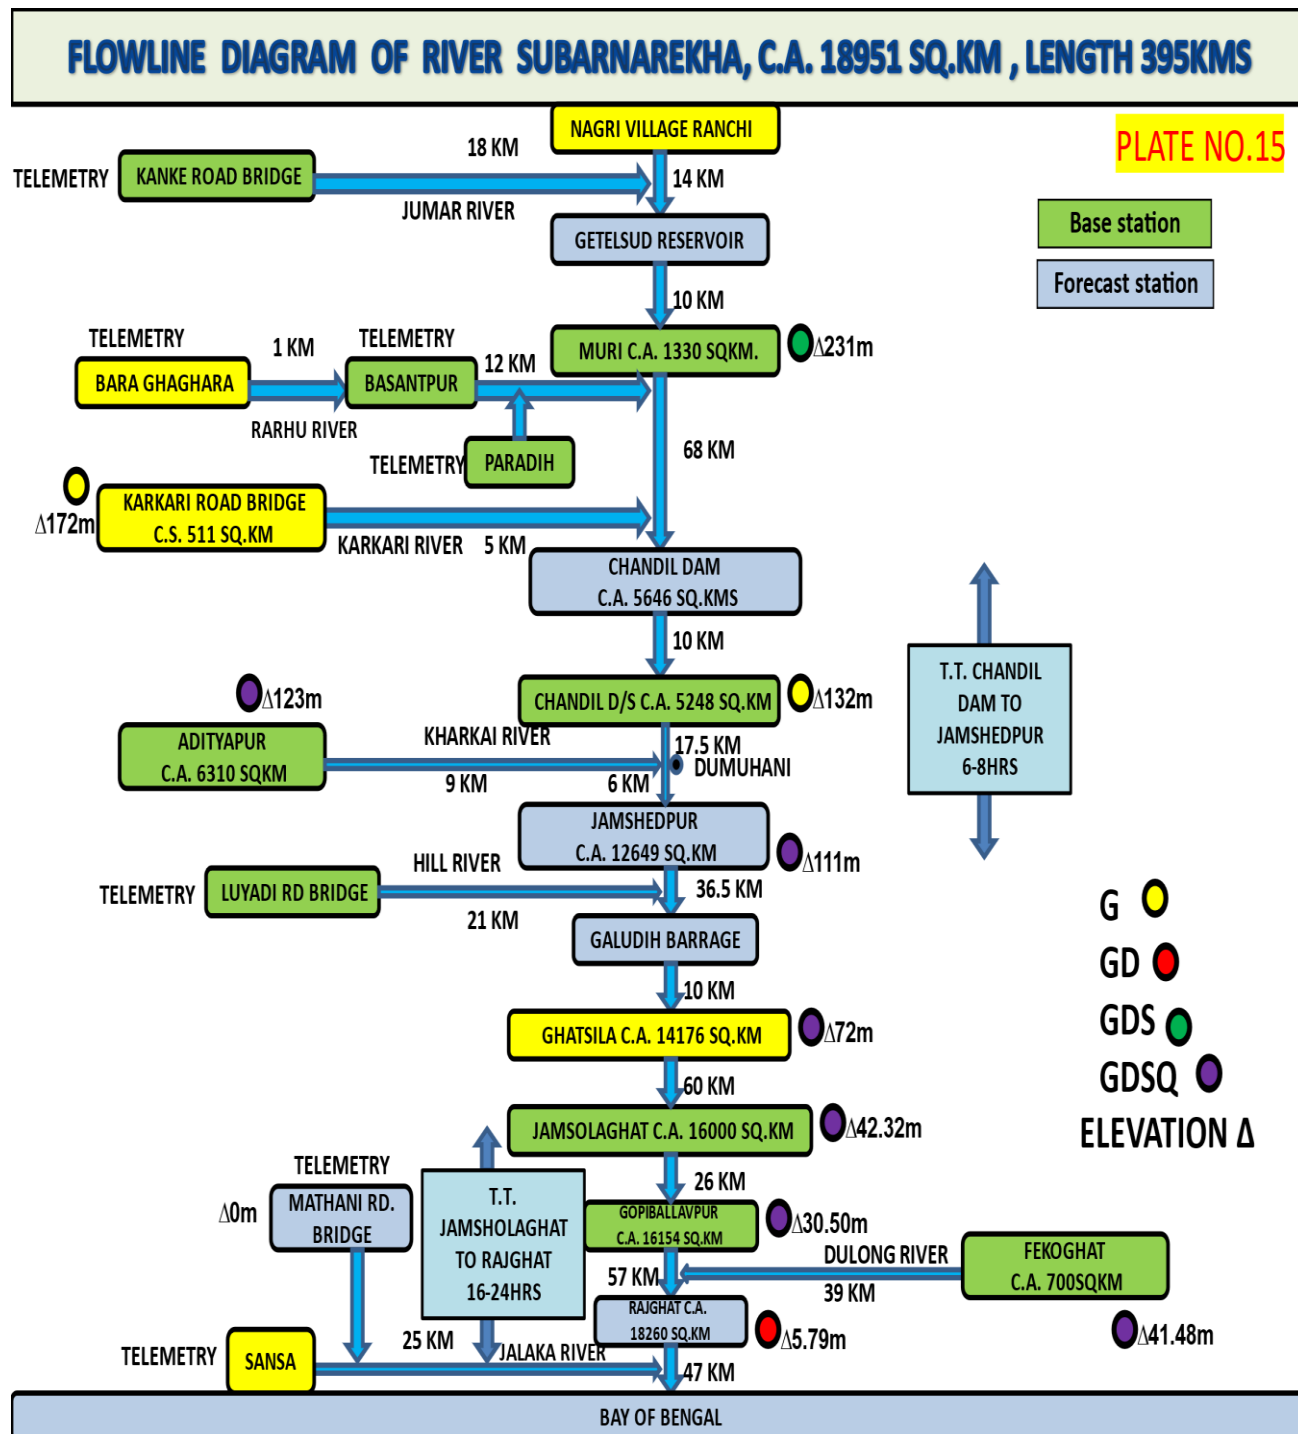 FLOWLINE DIAGRAM OF RIVER SUBARNAREKHA, C.A. 18951 SQ.KM , LENGTH 395KMS
PLATE NO.15
NAGRI VILLAGE RANCHI
18 KM
TELEMETRY
KANKE ROAD BRIDGE
14 KM
JUMAR RIVER
Base station
GETELSUD RESERVOIR
Forecast station
10 KM
TELEMETRY
1 KM
TELEMETRY
MURI C.A. 1330 SQKM.
Δ231m
12 KM
BARA GHAGHARA
BASANTPUR
RARHU RIVER
68 KM
TELEMETRY
PARADIH
KARKARI ROAD BRIDGE
C.S. 511 SQ.KM
Δ172m
KARKARI RIVER
5 KM
CHANDIL DAM
C.A. 5646 SQ.KMS
10 KM
T.T. CHANDIL
DAM TO
JAMSHEDPUR
6-8HRS
Δ123m
CHANDIL D/S C.A. 5248 SQ.KM
Δ132m
ADITYAPUR
C.A. 6310 SQKM
KHARKAI RIVER
17.5 KM
DUMUHANI
9 KM
6 KM
JAMSHEDPUR
C.A. 12649 SQ.KM
Δ111m
HILL RIVER
TELEMETRY
LUYADI RD BRIDGE
36.5 KM
21 KM
G
GALUDIH BARRAGE
GD
10 KM
GDS
GHATSILA C.A. 14176 SQ.KM
Δ72m
GDSQ
60 KM
JAMSOLAGHAT C.A. 16000 SQ.KM
Δ42.32m
ELEVATION Δ
TELEMETRY
26 KM
Δ0m
MATHANI RD.
BRIDGE
T.T.
JAMSHOLAGHAT
TO RAJGHAT
16-24HRS
GOPIBALLAVPUR
C.A. 16154 SQ.KM
Δ30.50m
DULONG RIVER
FEKOGHAT
C.A. 700SQKM
57 KM
39 KM
RAJGHAT C.A.
18260 SQ.KM
Δ5.79m
Δ41.48m
25 KM
TELEMETRY
SANSA
JALAKA RIVER
47 KM
BAY OF BENGAL